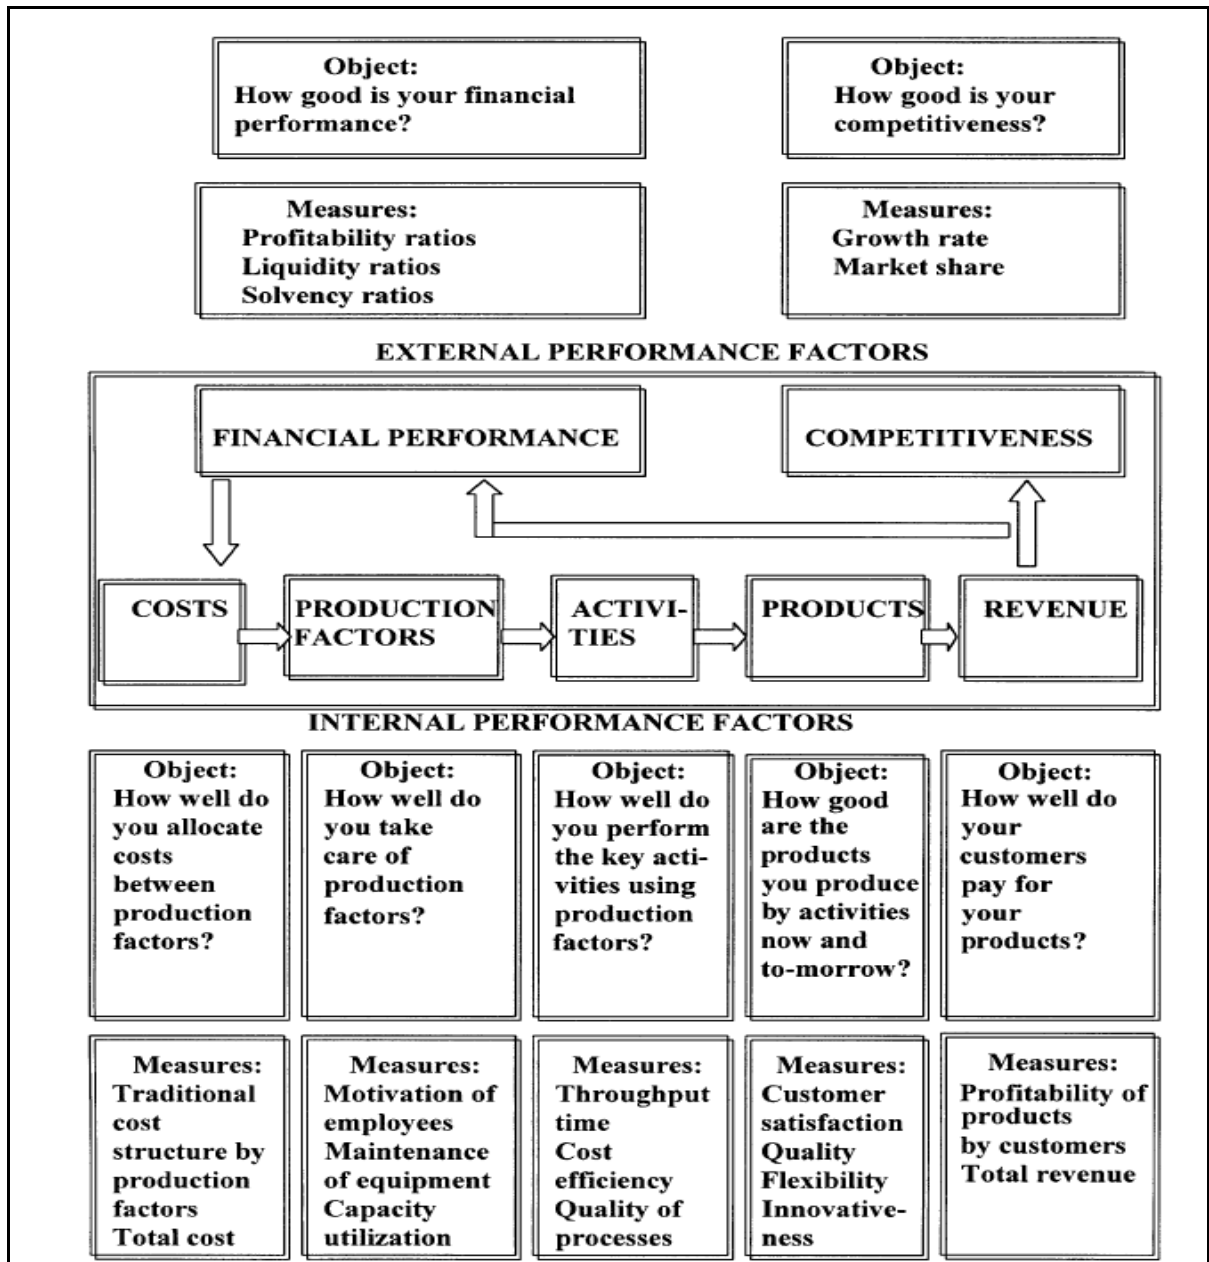 Object:
How good is your financial
performance?
Object:
How good is your
competitiveness?
Measures:
Profitability ratios
Liquidity ratios
Solvency ratios
Measures:
Growth rate
Market share
EXTERNAL PERFORMANCE FACTORS
FINANCIAL PERFORMANCE
COMPETITIVENESS
COSTS
PRODUCTION
FACTORS
ACTIVI-
TIES
PRODUCTS
REVENUE
INTERNAL PERFORMANCE FACTORS
Object:
How well do
you allocate
costs
between
production
factors?
Object:
How well do
you take
care of
production
factors?
Object:
How well do
you perform
the key acti-
vities using
production
factors?
Object:
How good
are the
products
you produce
by activities
now and
to-morrow?
Object:
How well do
your
customers
pay for
your
products?
Measures:
Traditional
cost
structure by
production
factors
Total cost
Measures:
Motivation of
employees
Maintenance
of equipment
Capacity
utilization
Measures:
Throughput
time
Cost
efficiency
Quality of
processes
Measures:
Customer
satisfaction
Quality
Flexibility
Innovative-
ness
Measures:
Profitability of
products
by customers
Total revenue